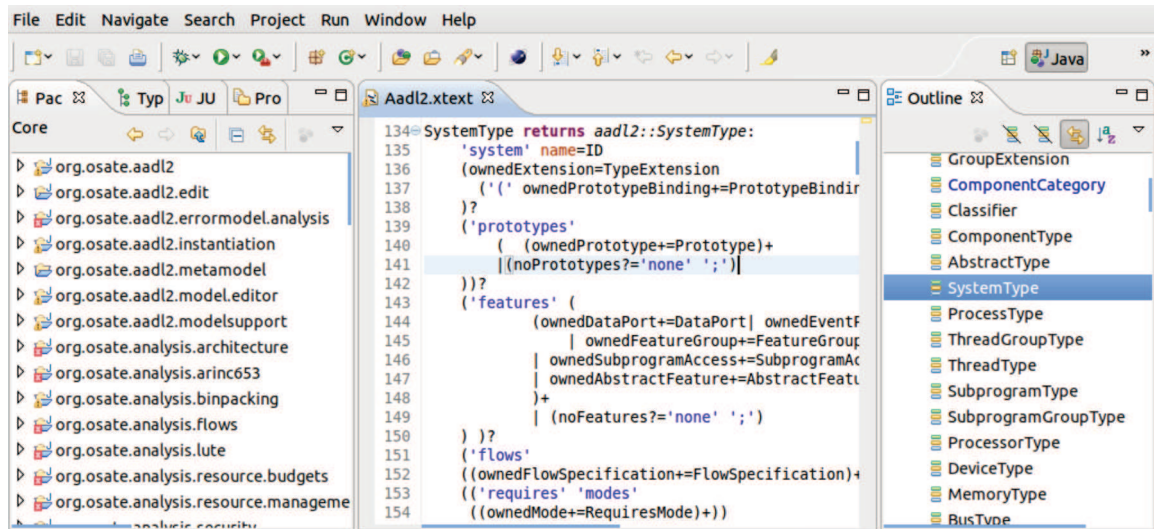 File Edit Navigate Search Project Run Window Help
Java »
Pac Typ Ju JU Pro
Core
org.osate.aadl2
org.osate.aadl2.edit
org.osate.aadl2.errormodel.analysis
org.osate.aadl2.instantiation
org.osate.aadl2.metamodel
org.osate.aadl2.model.editor
org.osate.aadl2.modelsupport
org.osate.analysis.architecture
org.osate.analysis.arinc653
org.osate.analysis.binpacking
org.osate.analysis.flows
org.osate.analysis.lute
org.osate.analysis.resource.budgets
org.osate.analysis.resource.manageme
Aadl2.xtext
134 SystemType returns aadl2::SystemType:
135 'system' name=ID
136 (ownedExtension=TypeExtension
137 ('(' ownedPrototypeBinding+=PrototypeBindin
138 )?
139 ('prototypes'
140 ( (ownedPrototype+=Prototype)+
141 |(noPrototypes?='none' ';')
142 ))?
143 ('features' (
144 (ownedDataPort+=DataPort| ownedEventP
145 | ownedFeatureGroup+=FeatureGroup
146 | ownedSubprogramAccess+=SubprogramAc
147 | ownedAbstractFeature+=AbstractFeatu
148 )+
149 | (noFeatures?='none' ';')
150 ) )?
151 ('flows'
152 ((ownedFlowSpecification+=FlowSpecification)+
153 (('requires' 'modes'
154 ((ownedMode+=RequiresMode)+))
Outline
GroupExtension
ComponentCategory
Classifier
ComponentType
AbstractType
SystemType
ProcessType
ThreadGroupType
ThreadType
SubprogramType
SubprogramGroupType
ProcessorType
DeviceType
MemoryType
BusType